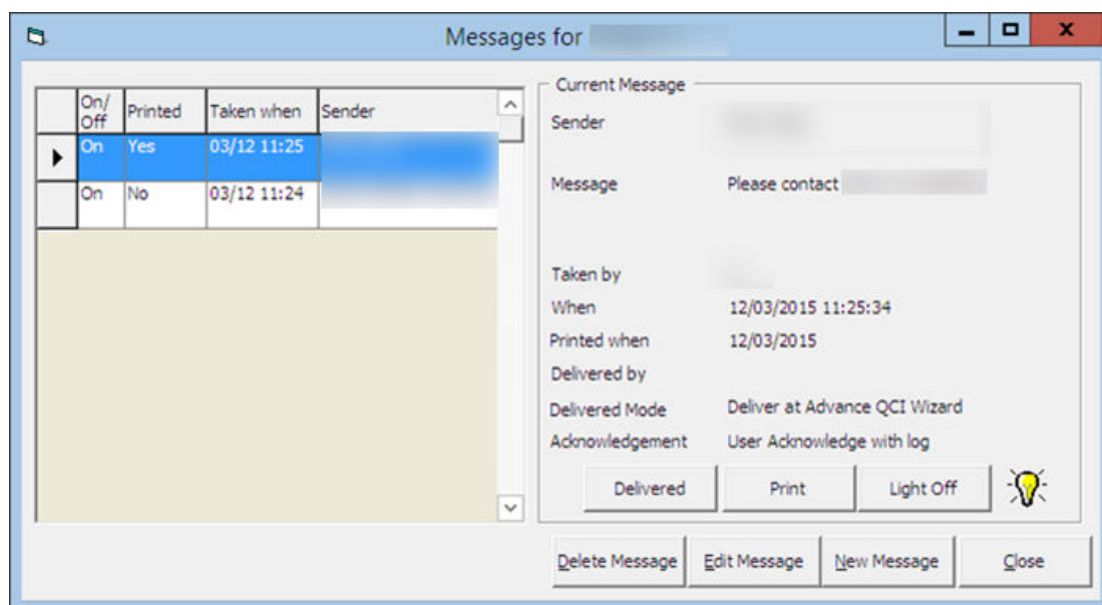 Messages for
On/ Off Printed Taken when Sender
On Yes 03/12 11:25
On No 03/12 11:24
Current Message
Sender
Message Please contact
Taken by
When 12/03/2015 11:25:34
Printed when 12/03/2015
Delivered by
Delivered Mode Deliver at Advance QCI Wizard
Acknowledgement User Acknowledge with log
Delivered Print Light Off
Delete Message Edit Message New Message Close